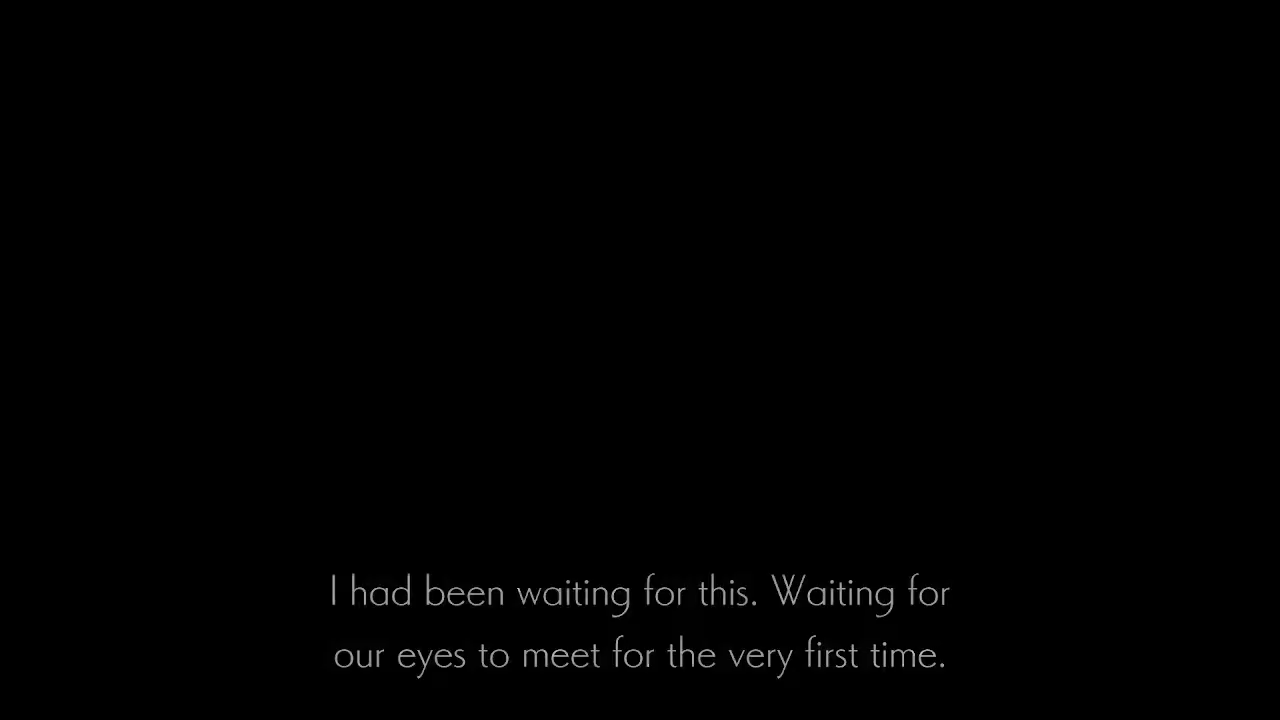 I had been waiting for this. Waiting for
our eyes to meet for the very first time.